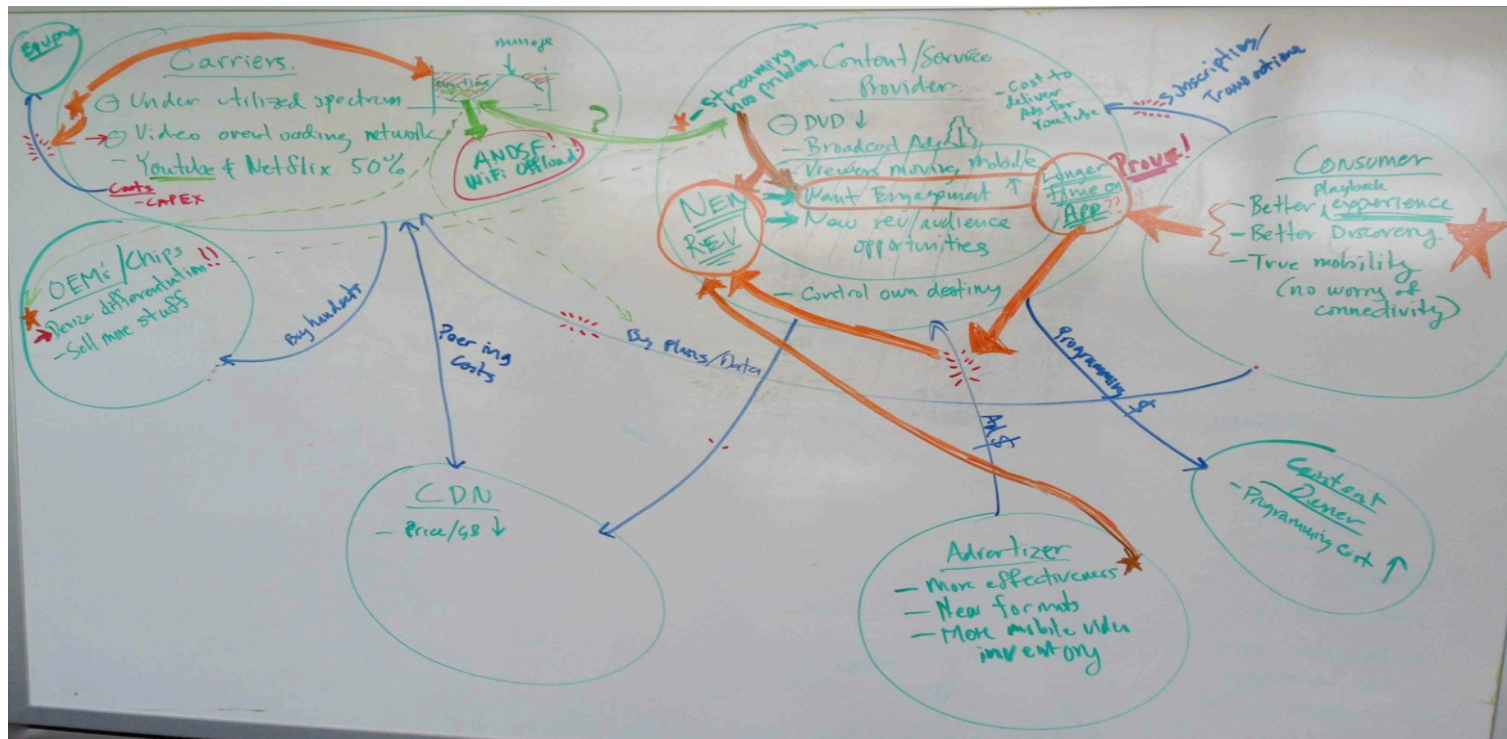 Carriers.
manage
- Under utilized spectrum
- Video overloading network
- Youtube & Netflix 50%
Costs
- CAPEX
ANDSF!
WiFi Offload!
?
OEM's/Chips
- Device differentiation!!
- Sell more stuff
Buy handsets
Peering
Costs
Buy plans/Data
CDN
- Price/GB ↓
- Streaming
has problem
Content/Service
Provider.
- Cost to
deliver
Ads for
Youtube
- DVD ↓
- Broadcast Ads
- Viewers moving mobile
- Want Engagement ↑
→ New rev/audience
opportunities
- Control own destiny
NEW
REV
Longer
Time on
App ??
Prove!
Subscription/
Transactions
Consumer
playback
- Better experience
- Better Discovery
- True mobility
(no worry of
connectivity)
Programming $
Ad $
Advertizer
- More effectiveness
- New formats
- More mobile video
inventory
Content
Owner
- Programming Cost ↑